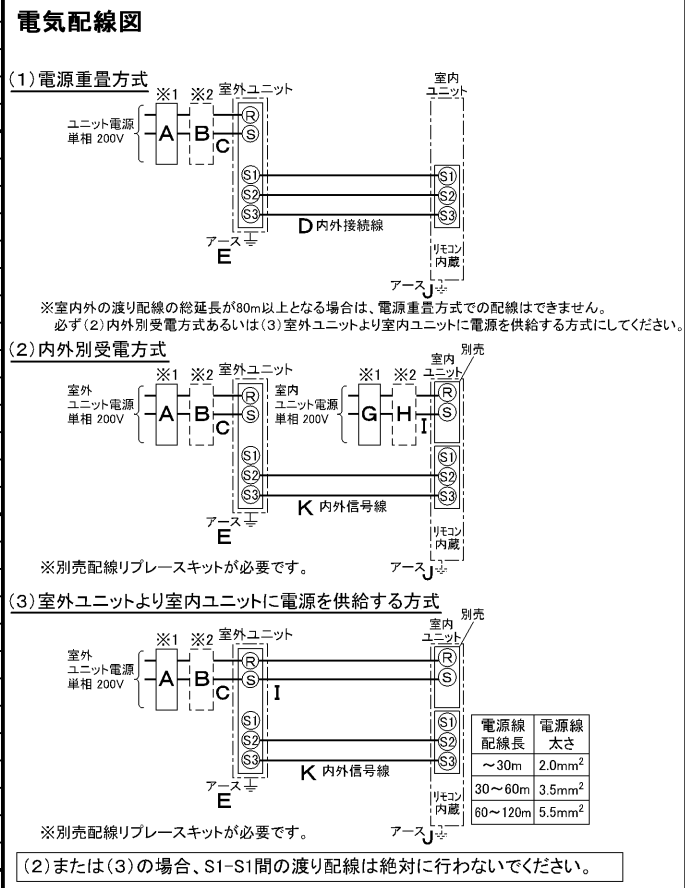 電気配線図
(1)電源重畳方式
※1 ※2 室外ユニット
室内
ユニット
ユニット電源
単相 200V
A B C
R
S
S1 S1
S2 S2
S3 S3
D 内外接続線
アース
E
リモコン
内蔵
アース J
※室内外の渡り配線の総延長が80m以上となる場合は、電源重畳方式での配線はできません。
必ず(2)内外別受電方式あるいは(3)室外ユニットより室内ユニットに電源を供給する方式にしてください。
(2)内外別受電方式
※1 ※2 室外ユニット
※1 ※2
室内
ユニット
別売
室外
ユニット電源
単相 200V
A B C
R
S
室内
ユニット電源
単相 200V
G H I
R
S
S1 S1
S2 S2
S3 S3
K 内外信号線
アース
E
リモコン
内蔵
※別売配線リプレースキットが必要です。
アース J
(3)室外ユニットより室内ユニットに電源を供給する方式
※1 ※2 室外ユニット
室内
ユニット
別売
室外
ユニット電源
単相 200V
A B C
R R
S S
I
S1 S1
S2 S2
S3 S3
K 内外信号線
アース
E
リモコン
内蔵
電源線 電源線
配線長 太さ
～30m 2.0mm²
30～60m 3.5mm²
60～120m 5.5mm²
※別売配線リプレースキットが必要です。
アース J
(2)または(3)の場合、S1-S1間の渡り配線は絶対に行わないでください。